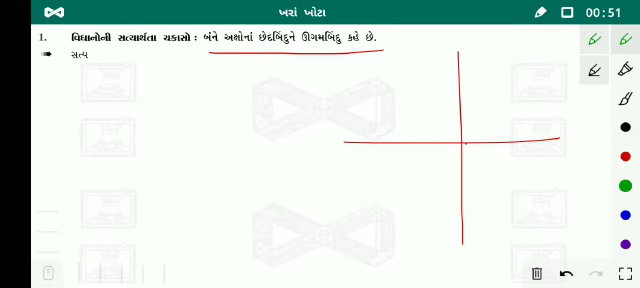 ખરાં ખોટા
00:51
1. વિધાનોની સત્યાર્થતા ચકાસો : બંને અક્ષોનાં છેદબિંદુને ઊગમબિંદુ કહે છે.
સત્ય